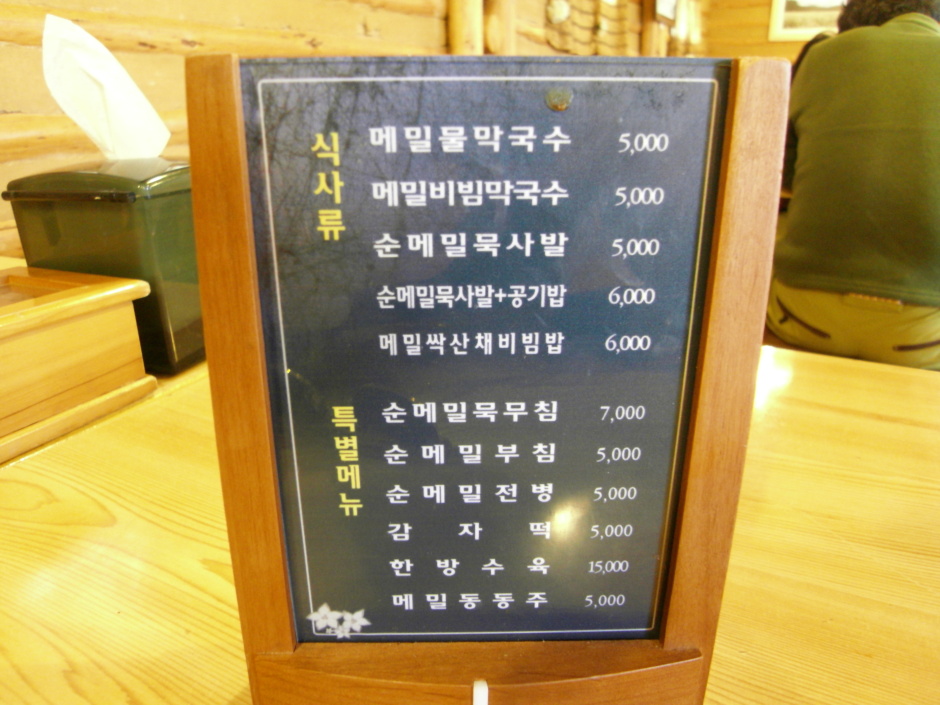 식사류
메밀물막국수 5,000
메밀비빔막국수 5,000
순메밀묵사발 5,000
순메밀묵사발+공기밥 6,000
메밀싹산채비빔밥 6,000
특별메뉴
순메밀묵무침 7,000
순메밀부침 5,000
순메밀전병 5,000
감자떡 5,000
한방수육 15,000
메밀동동주 5,000